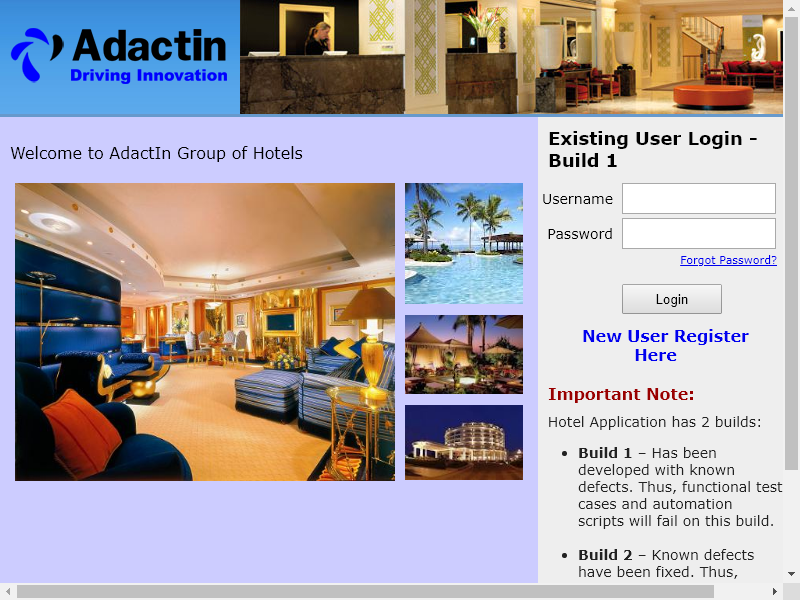 Adactin
Driving Innovation
Welcome to AdactIn Group of Hotels
Existing User Login -
Build 1
Username
Password
Forgot Password?
Login
New User Register
Here
Important Note:
Hotel Application has 2 builds:
• Build 1 – Has been
developed with known
defects. Thus, functional test
cases and automation
scripts will fail on this build.
• Build 2 – Known defects
have been fixed. Thus,